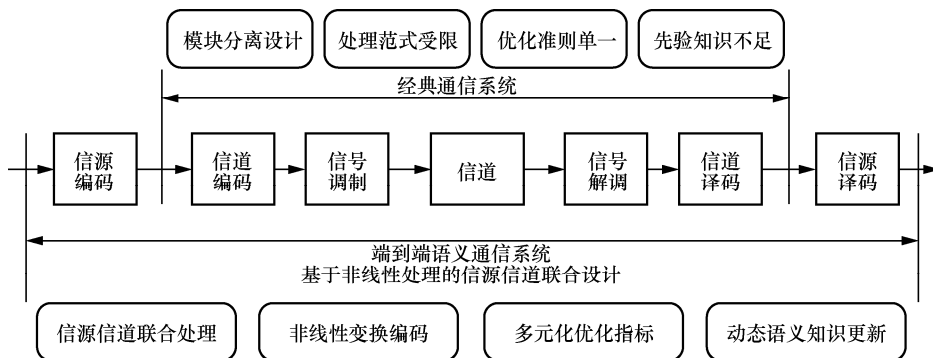 模块分离设计
处理范式受限
优化准则单一
先验知识不足
经典通信系统
信源
编码
信道
编码
信号
调制
信道
信号
解调
信道
译码
信源
译码
端到端语义通信系统
基于非线性处理的信源信道联合设计
信源信道联合处理
非线性变换编码
多元化优化指标
动态语义知识更新